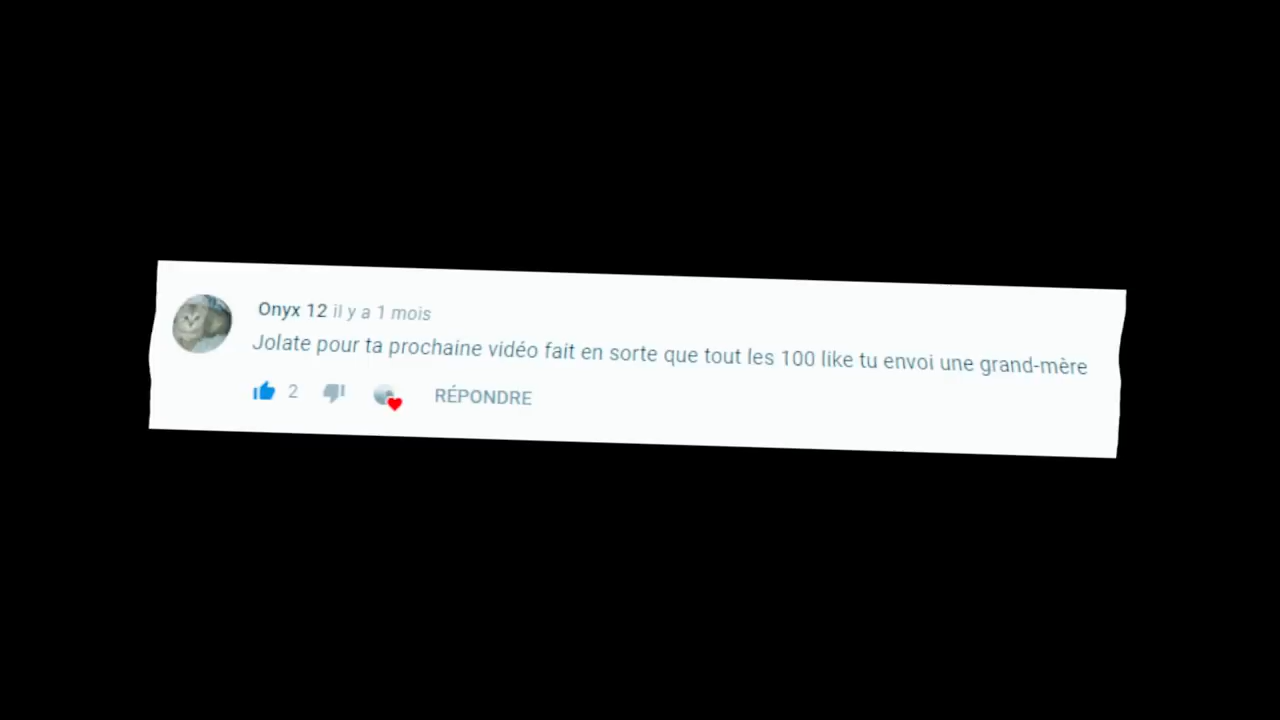 Onyx 12 il y a 1 mois
Jolate pour ta prochaine vidéo fait en sorte que tout les 100 like tu envoi une grand-mère
2 RÉPONDRE